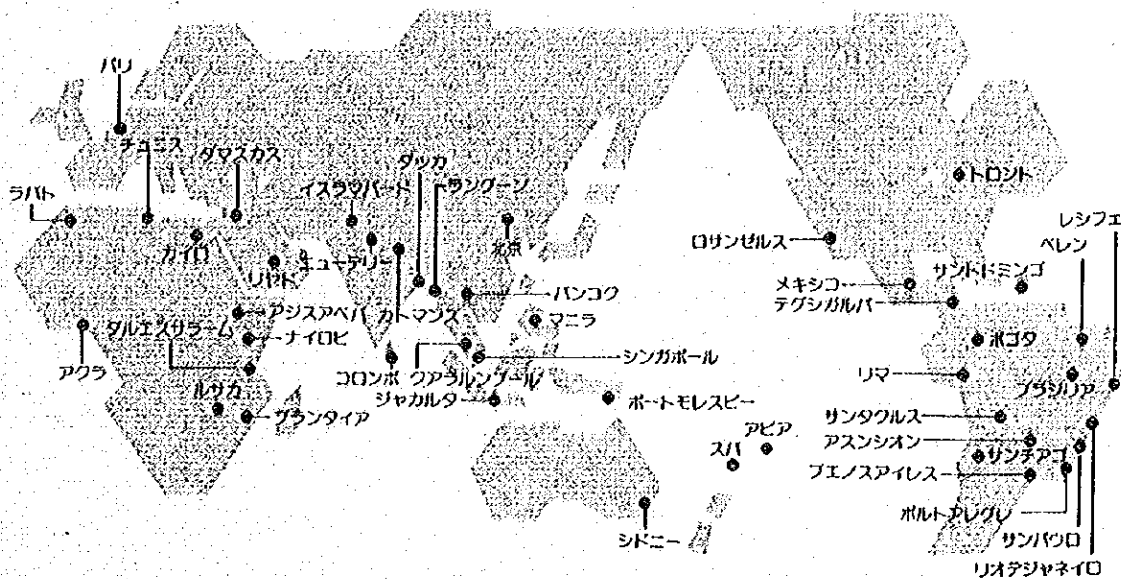 パリ
チュニス
ダマスカス
ダッカ
ラングーン
イスラマバード
トロント
ラバト
レシフェ
カイロ
北京
ロサンゼルス
ベレン
ニューデリー
リヤド
サントドミンゴ
メキシコ
バンコク
テグシガルパ
アジスアベバ
カトマンズ
マニラ
ダルエスサラーム
ナイロビ
ボゴタ
シンガポール
アクラ
コロンボ
クアラルンプール
リマ
ブラジリア
ルサカ
ジャカルタ
ポートモレスビー
ブランタイア
サンタクルス
アピア
アスンシオン
スバ
サンチアゴ
ブエノスアイレス
ポルトアレグレ
シドニー
サンパウロ
リオデジャネイロ